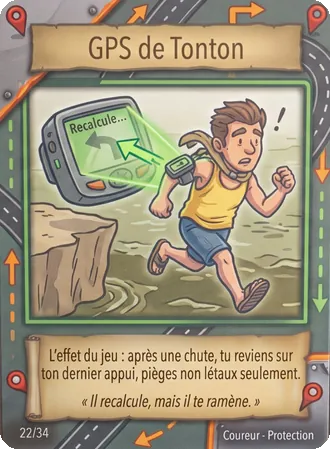 GPS de Tonton
Recalcule...
!
L'effet du jeu : après une chute, tu reviens sur
ton dernier appui, pièges non létaux seulement.
« Il recalcule, mais il te ramène. »
22/34
Coureur - Protection